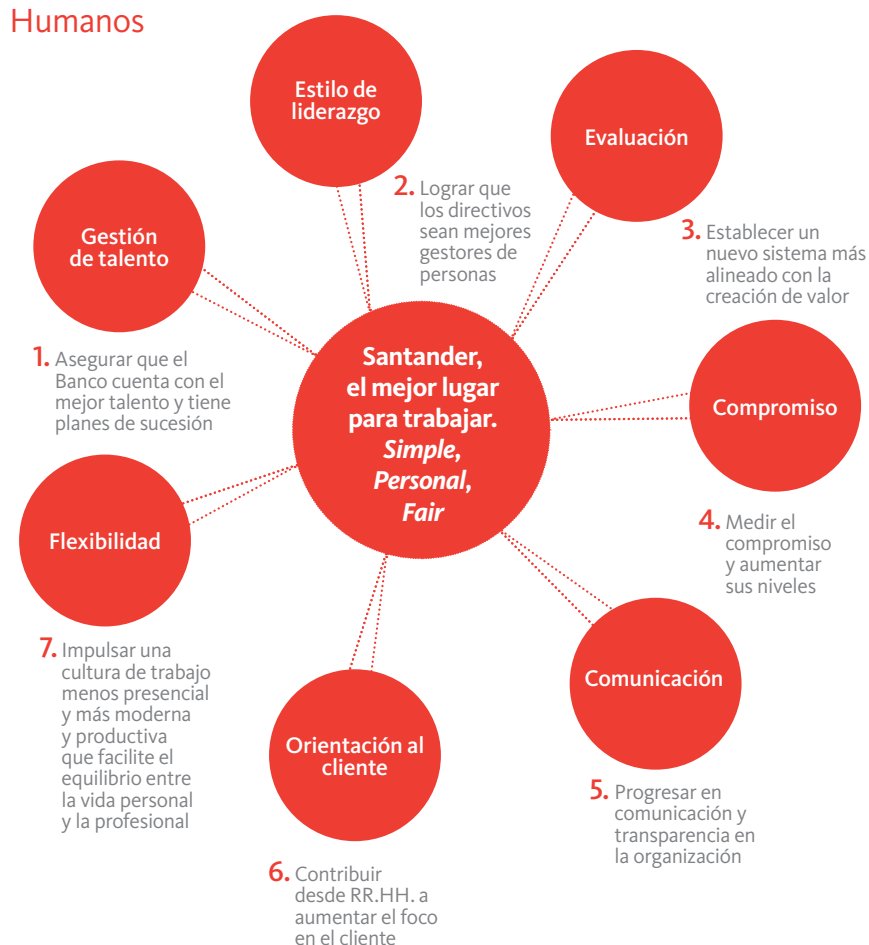 Humanos
Gestión
de talento
1. Asegurar que el
Banco cuenta con el
mejor talento y tiene
planes de sucesión
Estilo de
liderazgo
2. Lograr que
los directivos
sean mejores
gestores de
personas
Evaluación
3. Establecer un
nuevo sistema más
alineado con la
creación de valor
Santander,
el mejor lugar
para trabajar.
Simple,
Personal,
Fair
Compromiso
4. Medir el
compromiso
y aumentar
sus niveles
Comunicación
5. Progresar en
comunicación y
transparencia en
la organización
Orientación al
cliente
6. Contribuir
desde RR.HH. a
aumentar el foco
en el cliente
Flexibilidad
7. Impulsar una
cultura de trabajo
menos presencial
y más moderna
y productiva
que facilite el
equilibrio entre
la vida personal
y la profesional